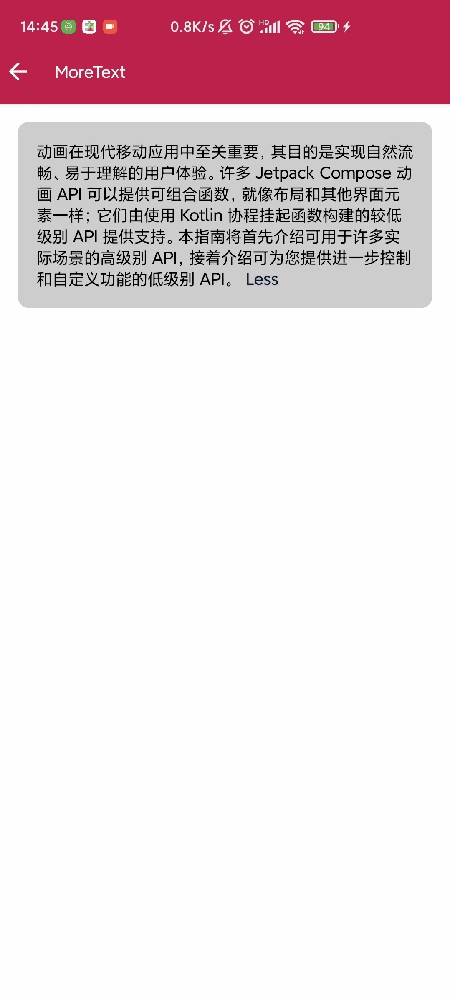 14:45 0.8K/s HD 94
MoreText
动画在现代移动应用中至关重要，其目的是实现自然流
畅、易于理解的用户体验。许多 Jetpack Compose 动
画 API 可以提供可组合函数，就像布局和其他界面元
素一样；它们由使用 Kotlin 协程挂起函数构建的较低
级别 API 提供支持。本指南将首先介绍可用于许多实
际场景的高级别 API，接着介绍可为您提供进一步控制
和自定义功能的低级别 API。 Less